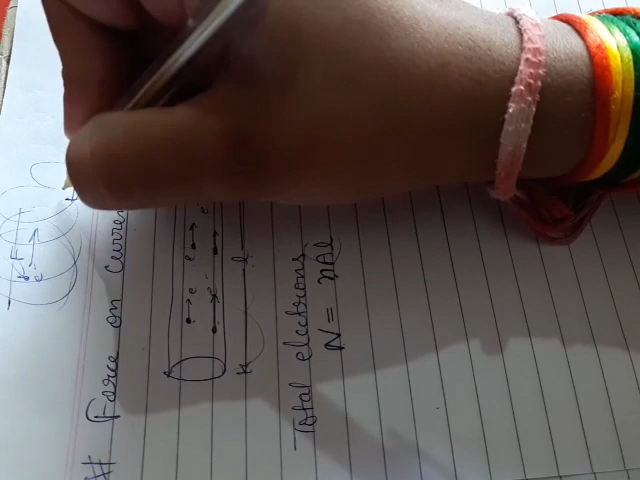 # Force on curren
e e
e
l
Total electrons
N = nAl
F
e